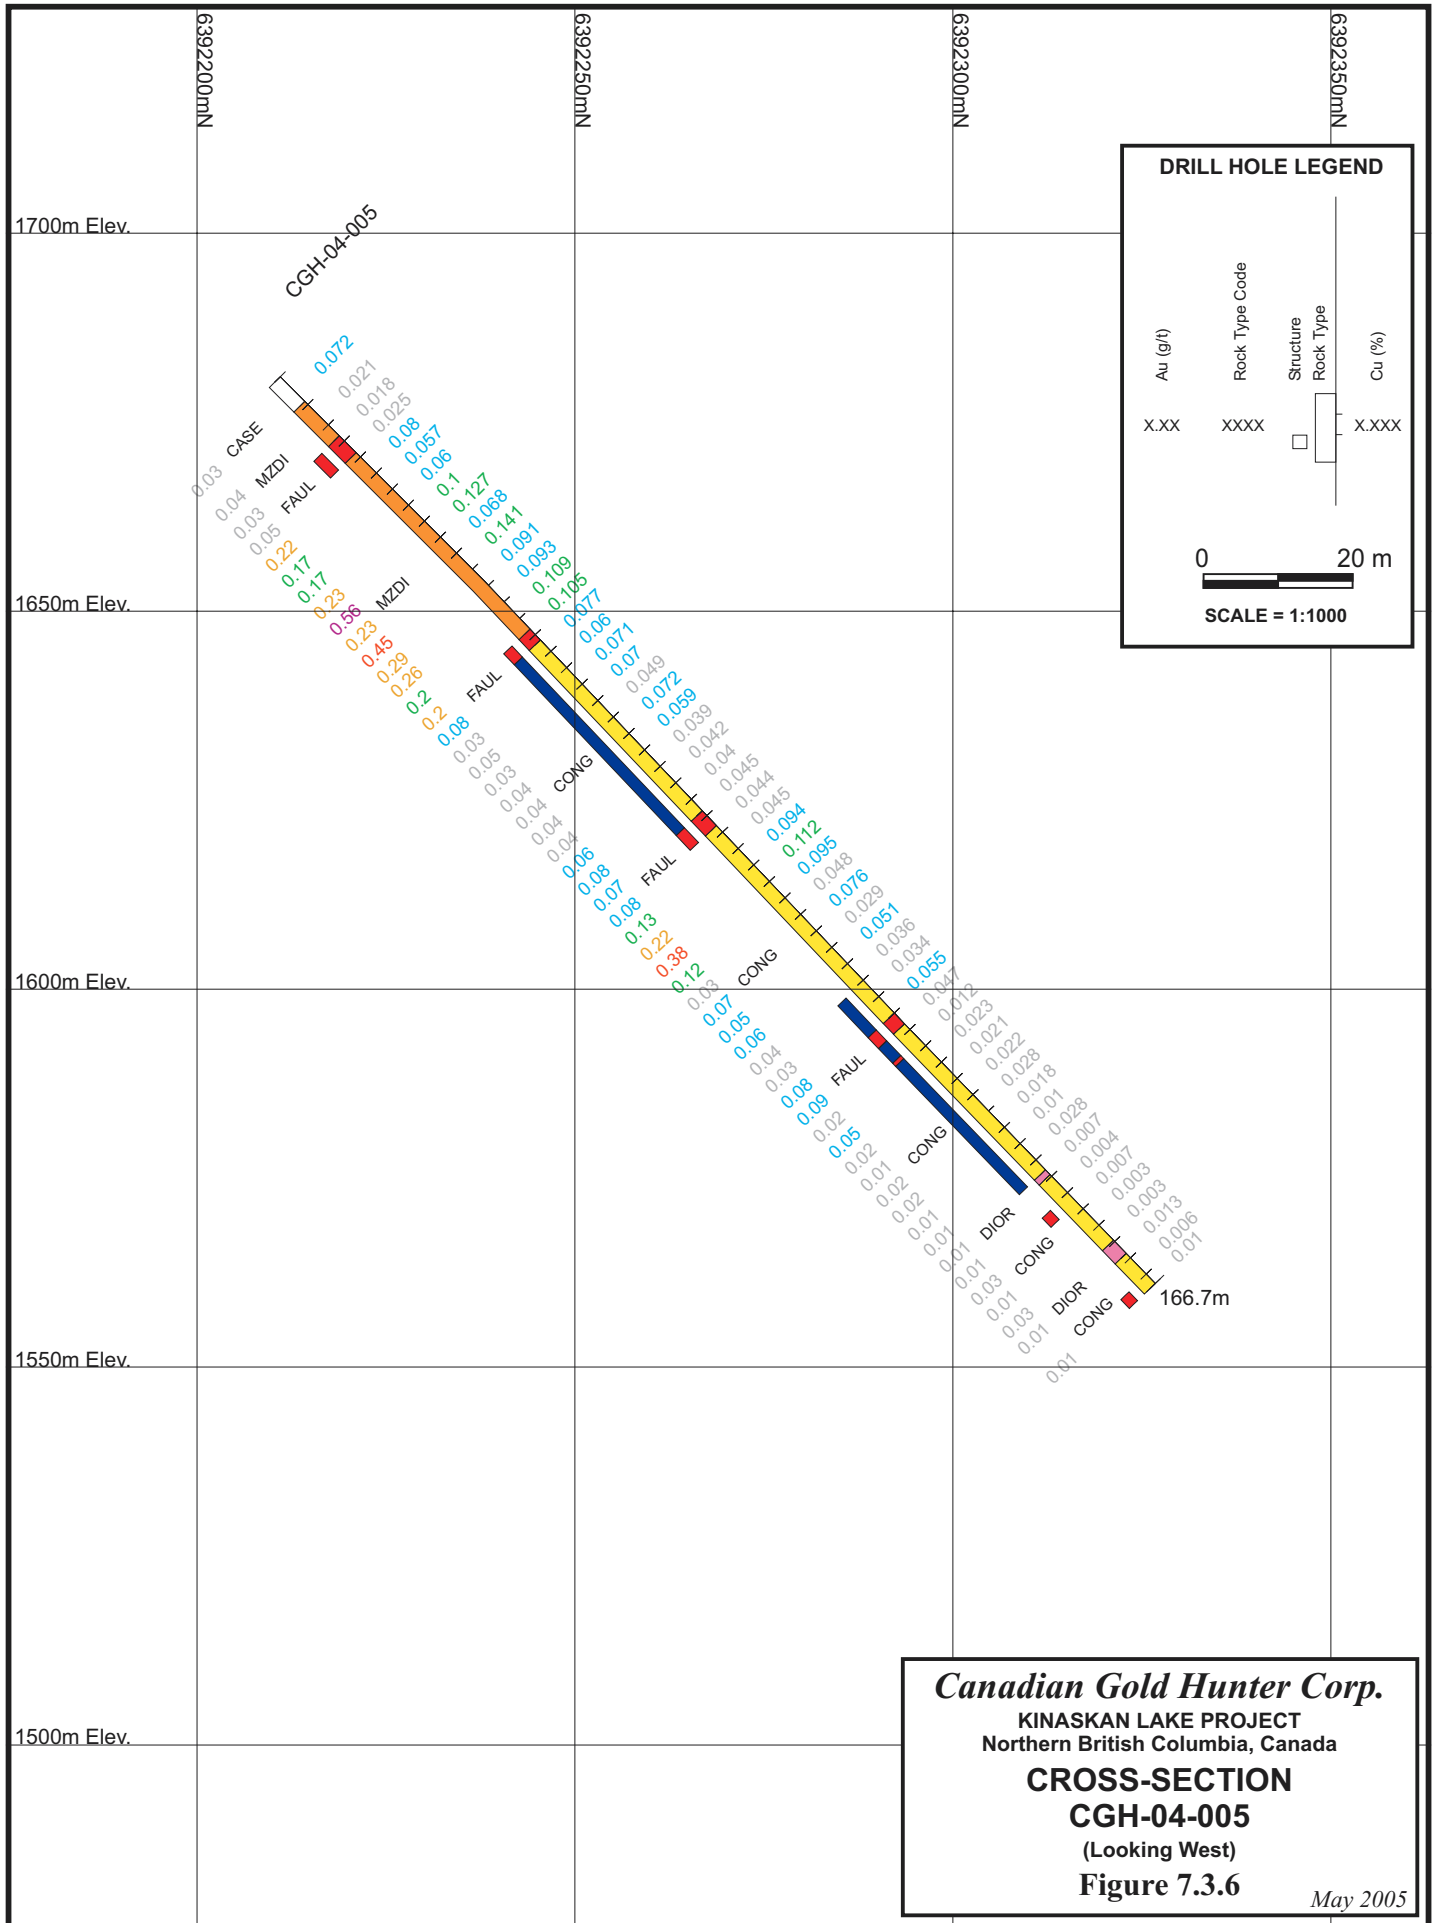 6392200mN
6392250mN
6392300mN
6392350mN
1700m Elev.
1650m Elev.
1600m Elev.
1550m Elev.
1500m Elev.
CGH-04-005
0.072
0.021
0.018
0.025
0.08
0.057
0.06
0.1
0.127
0.068
0.141
0.091
0.093
0.109
0.105
0.077
0.06
0.071
0.07
0.049
0.072
0.059
0.039
0.042
0.04
0.045
0.044
0.045
0.094
0.112
0.095
0.048
0.076
0.029
0.051
0.036
0.034
0.055
0.047
0.012
0.023
0.021
0.022
0.028
0.018
0.01
0.028
0.007
0.004
0.007
0.003
0.003
0.013
0.006
0.01
CASE
MZDI
FAUL
MZDI
FAUL
CONG
FAUL
CONG
FAUL
CONG
DIOR
CONG
DIOR
CONG
166.7m
0.03
0.04
0.03
0.05
0.22
0.17
0.17
0.23
0.56
0.23
0.45
0.29
0.26
0.2
0.2
0.08
0.03
0.05
0.03
0.04
0.04
0.04
0.04
0.06
0.08
0.07
0.08
0.13
0.22
0.38
0.12
0.03
0.07
0.05
0.06
0.04
0.03
0.08
0.09
0.02
0.05
0.02
0.01
0.02
0.02
0.01
0.01
0.01
0.01
0.03
0.01
0.03
0.01
0.01
DRILL HOLE LEGEND
Au (g/t)
Rock Type Code
Structure
Rock Type
Cu (%)
X.XX
XXXX
X.XXX
0 20 m
SCALE = 1:1000
Canadian Gold Hunter Corp.
KINASKAN LAKE PROJECT
Northern British Columbia, Canada
CROSS-SECTION
CGH-04-005
(Looking West)
Figure 7.3.6
May 2005